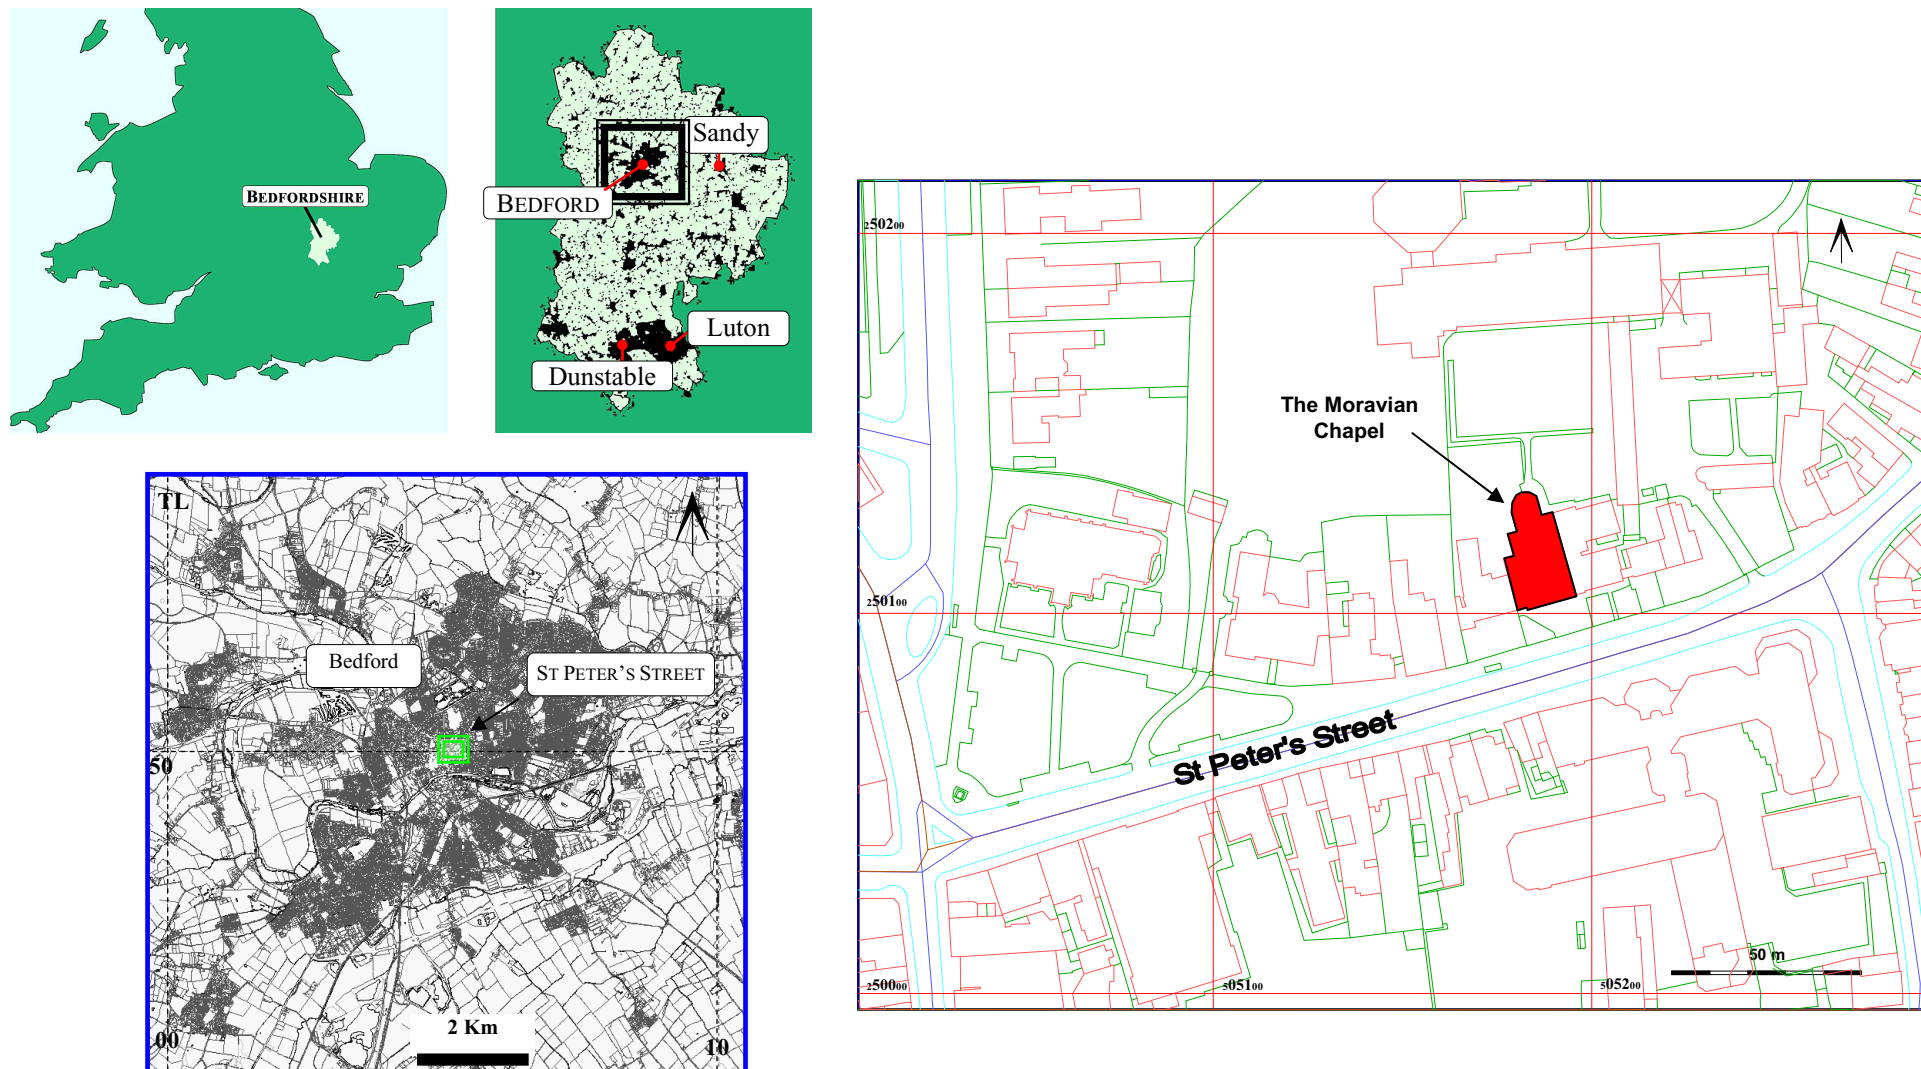 BEDFORDSHIRE
Sandy
BEDFORD
Luton
Dunstable
TL
Bedford
ST PETER'S STREET
50
00
10
2 Km
250200
The Moravian
Chapel
250100
St Peter's Street
50 m
250000
505100
505200